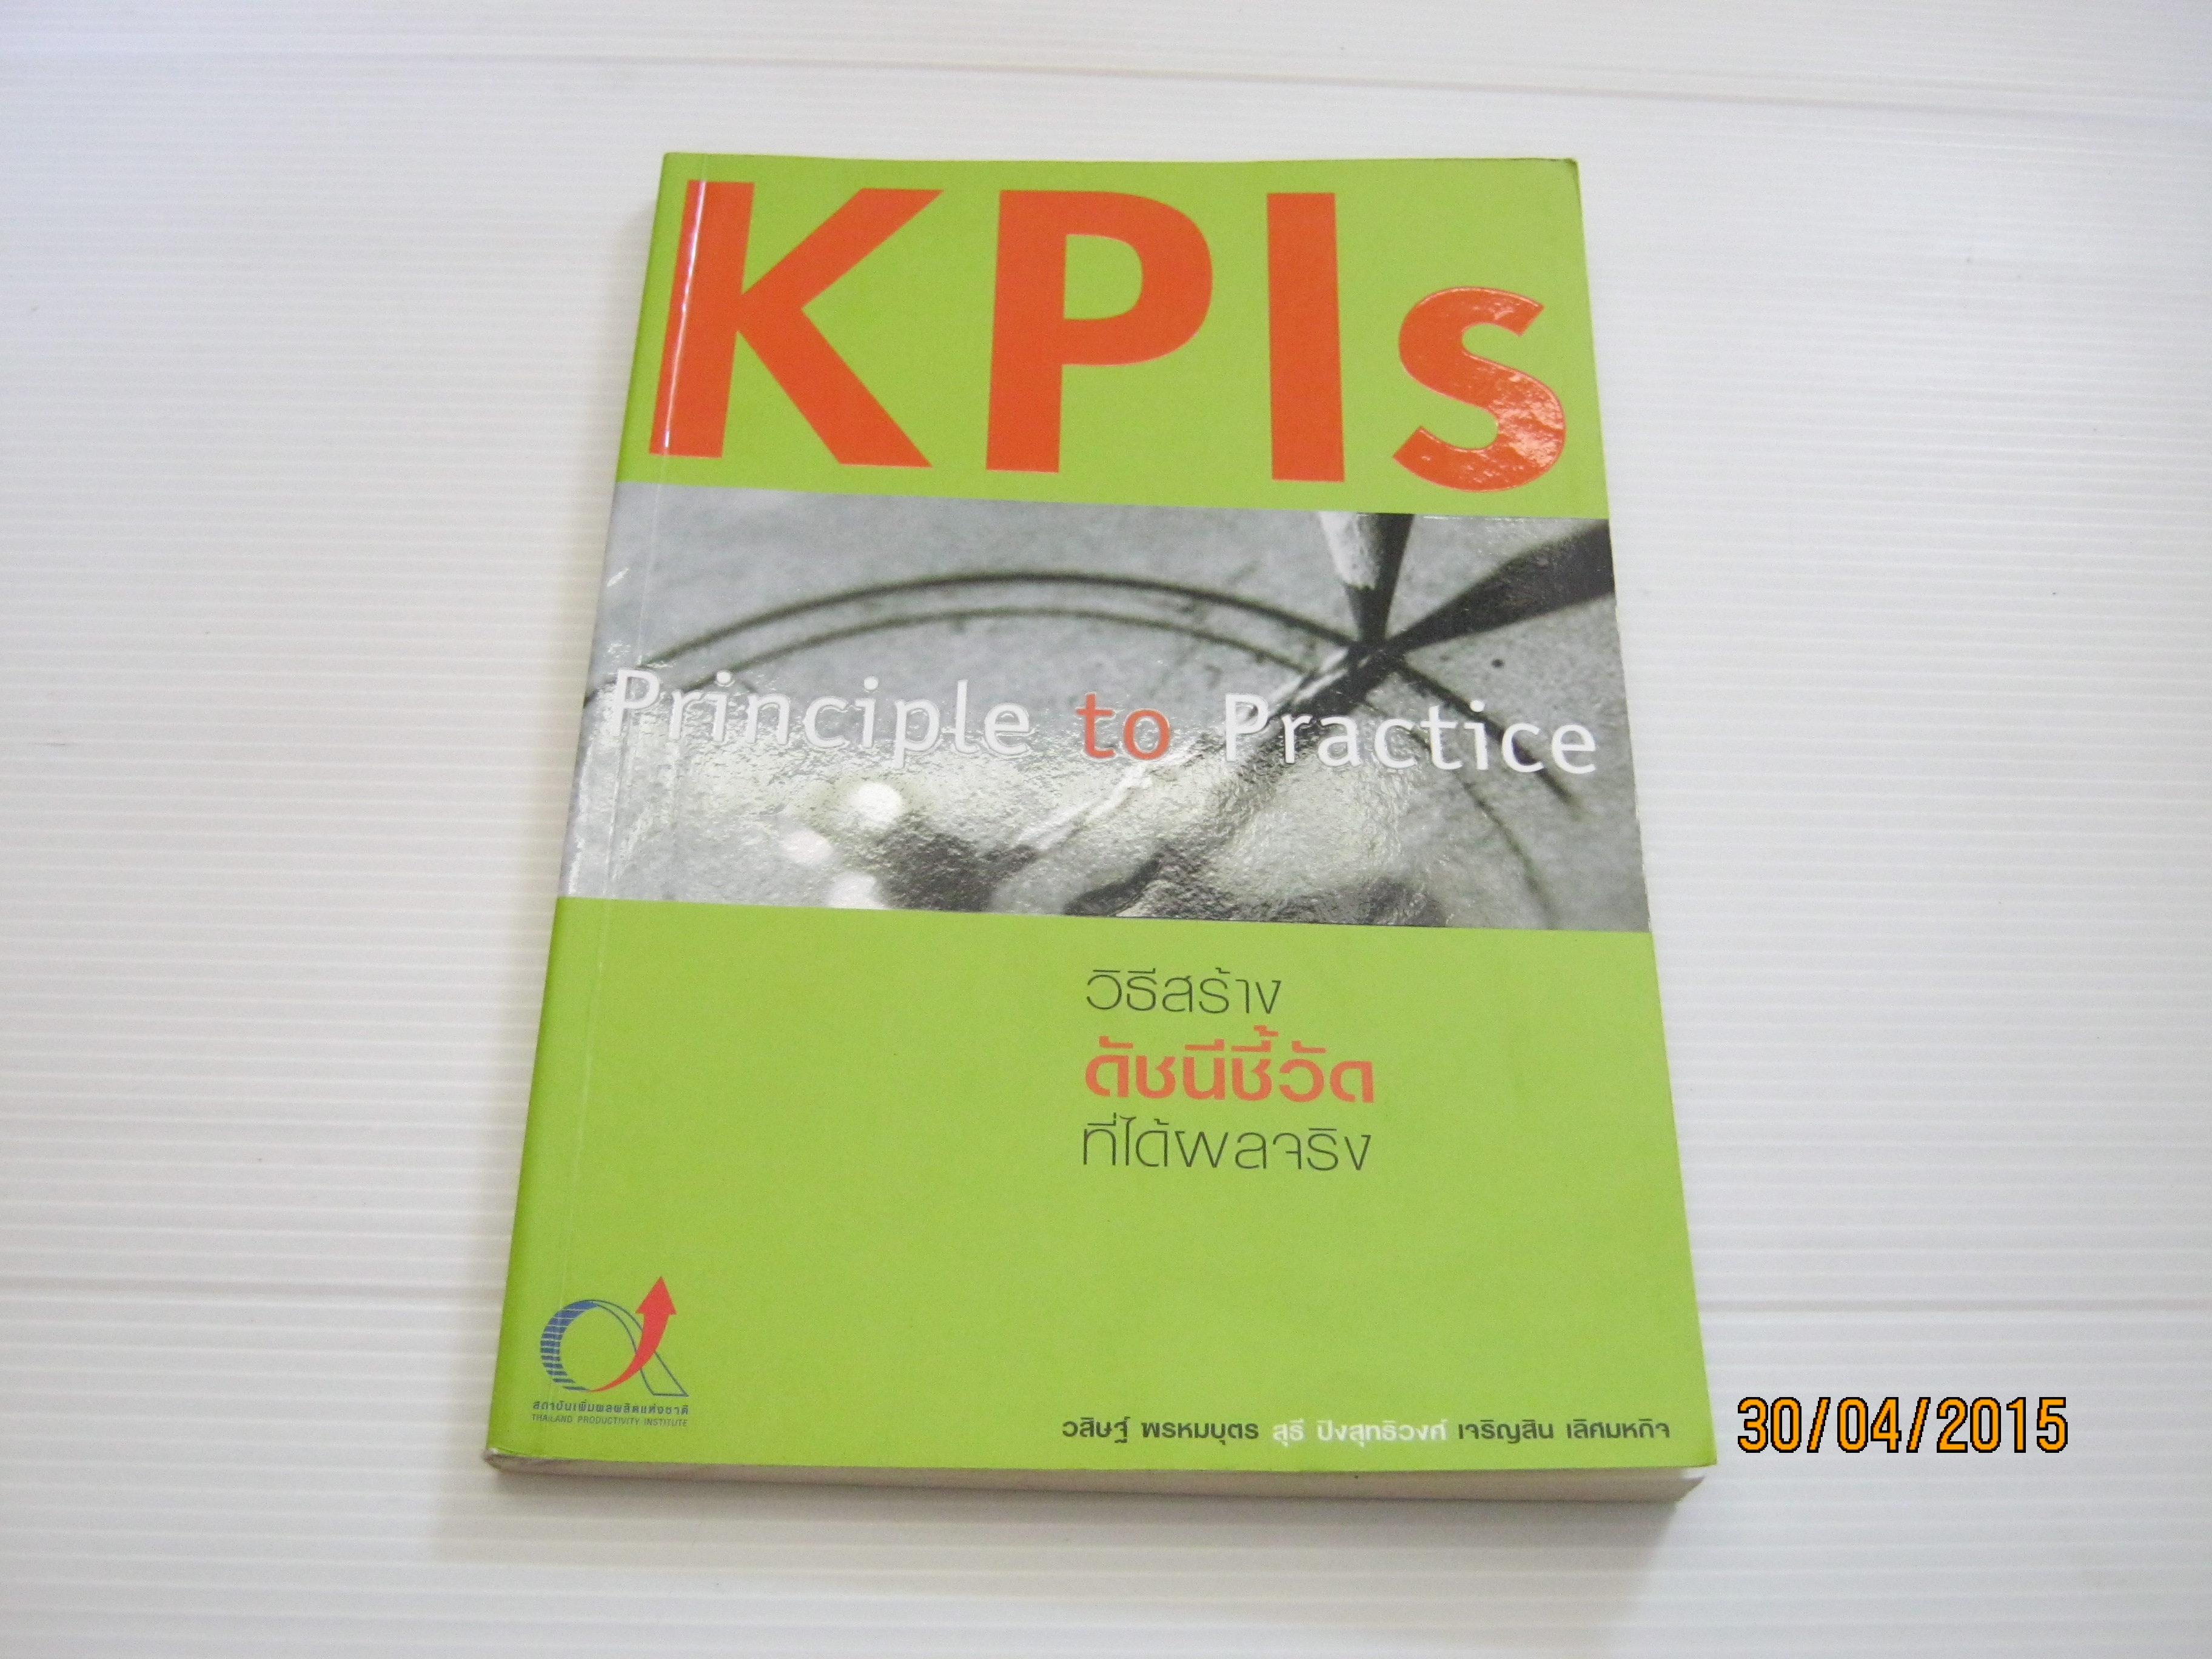 KPIs
Principle to Practice
วิธีสร้าง
ดัชนีชี้วัด
ที่ได้ผลจริง
สถาบันเพิ่มผลผลิตแห่งชาติ
THAILAND PRODUCTIVITY INSTITUTE
วสิษฐ์ พรหมบุตร สุธี ปิงสุทธิวงศ์ เจริญสิน เลิศมหกิจ
30/04/2015